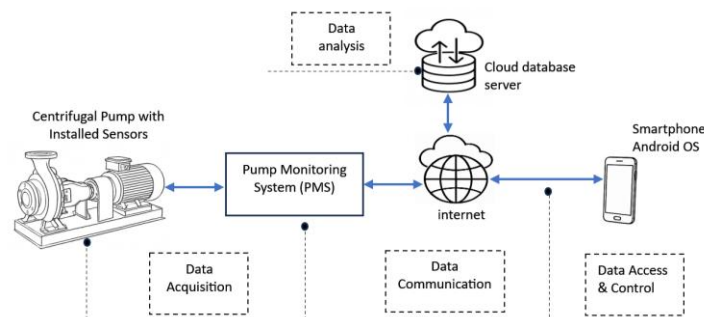 Data
analysis
Cloud database
server
Centrifugal Pump with
Installed Sensors
Smartphone
Android OS
Pump Monitoring
System (PMS)
internet
Data
Acquisition
Data
Communication
Data Access
& Control